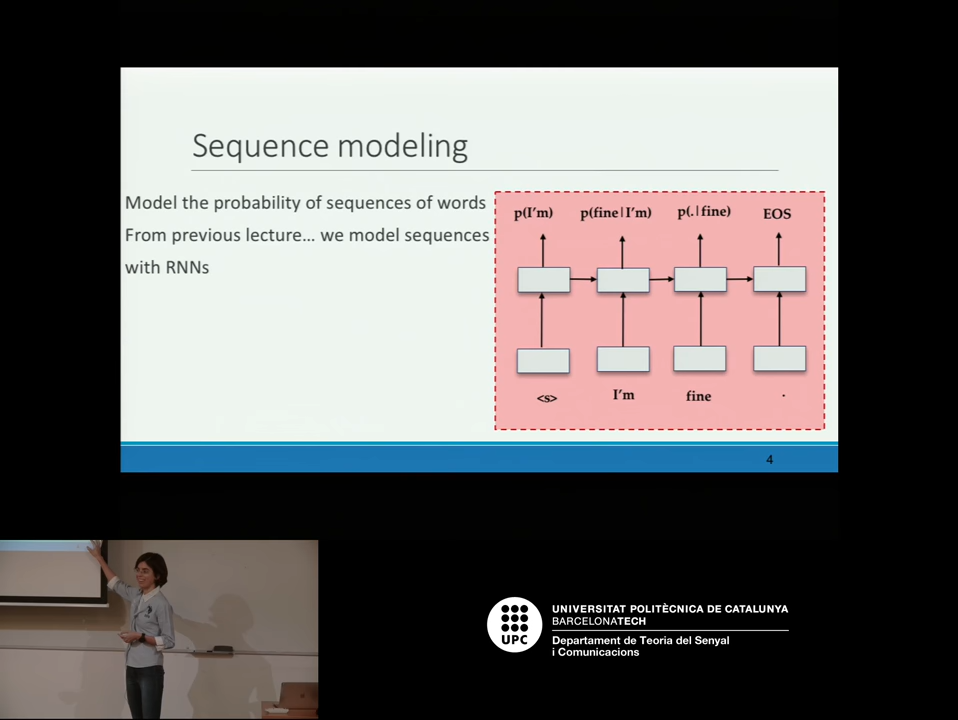 Sequence modeling
Model the probability of sequences of words
From previous lecture... we model sequences
with RNNs
p(I'm) p(fine|I'm) p(.|fine) EOS
<s> I'm fine .
4
UPC
UNIVERSITAT POLITÈCNICA DE CATALUNYA
BARCELONATECH
Departament de Teoria del Senyal
i Comunicacions